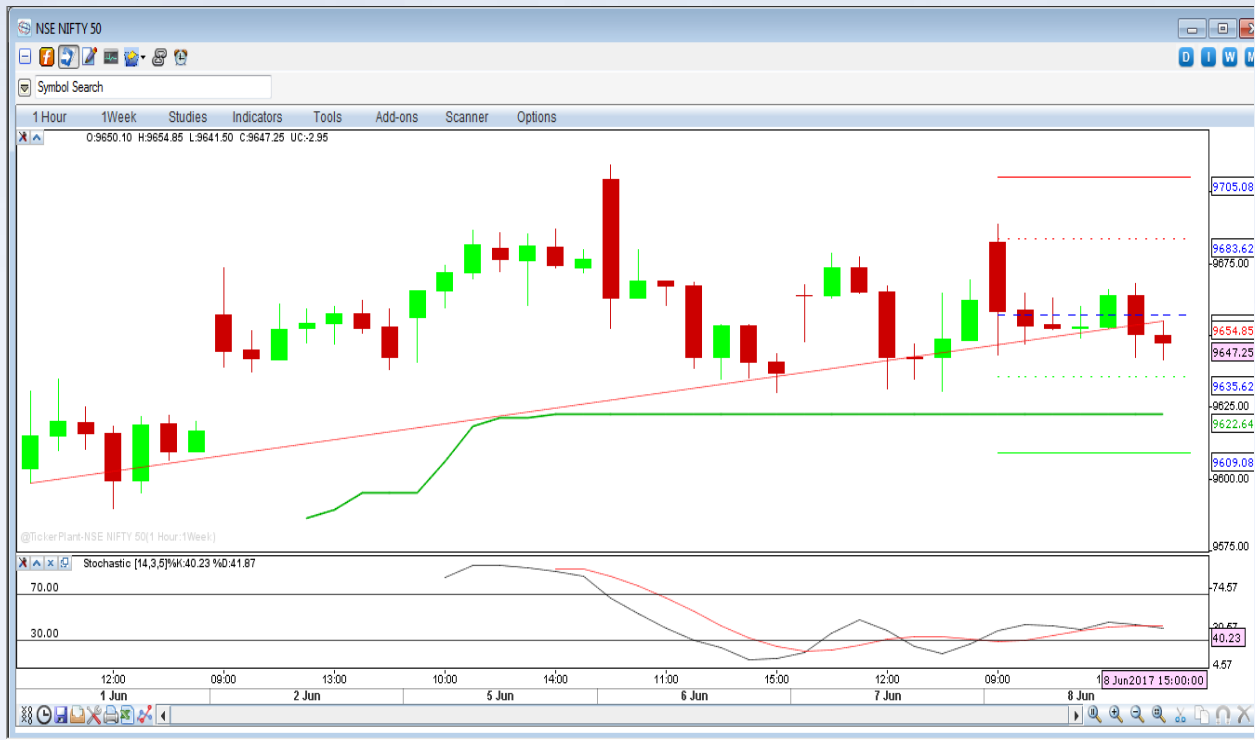 NSE NIFTY 50
D I W M
Symbol Search
1 Hour 1Week Studies Indicators Tools Add-ons Scanner Options
O:9650.10 H:9654.85 L:9641.50 C:9647.25 UC:-2.95
9705.08
9683.62
9675.00
9654.85
9647.25
9635.62
9625.00
9622.64
9609.08
9600.00
9575.00
@TickerPlant-NSE NIFTY 50(1 Hour:1Week)
Stochastic [14,3,5]%K:40.23 %D:41.87
70.00
74.57
30.00
40.23
4.57
12:00 09:00 13:00 10:00 14:00 11:00 15:00 12:00 09:00
8 Jun2017 15:00:00
1 Jun 2 Jun 5 Jun 6 Jun 7 Jun 8 Jun